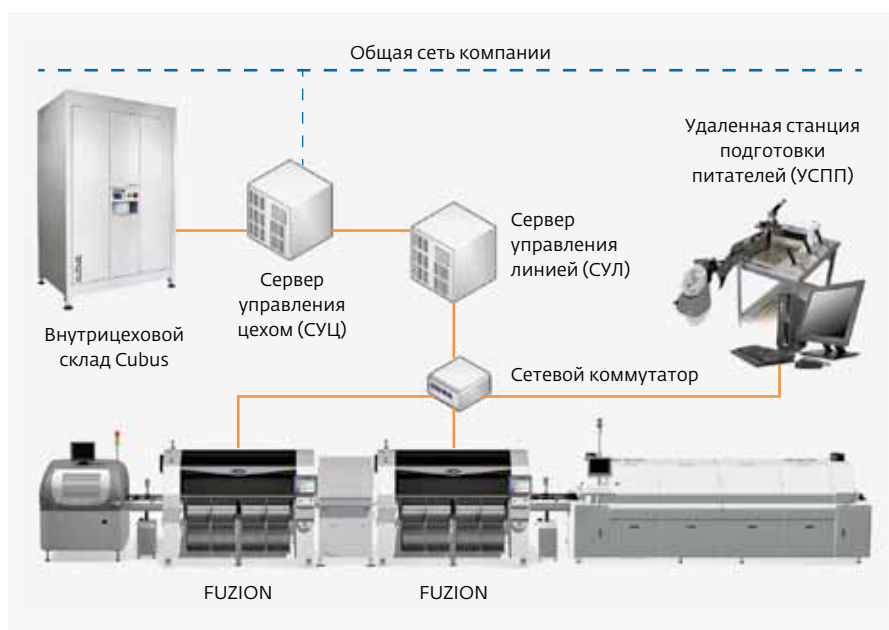 Общая сеть компании
Удаленная станция
подготовки
питателей (УСПП)
Сервер
управления
линией (СУЛ)
Сервер
управления
цехом (СУЦ)
Внутрицеховой
склад Cubus
Сетевой коммутатор
FUZION
FUZION